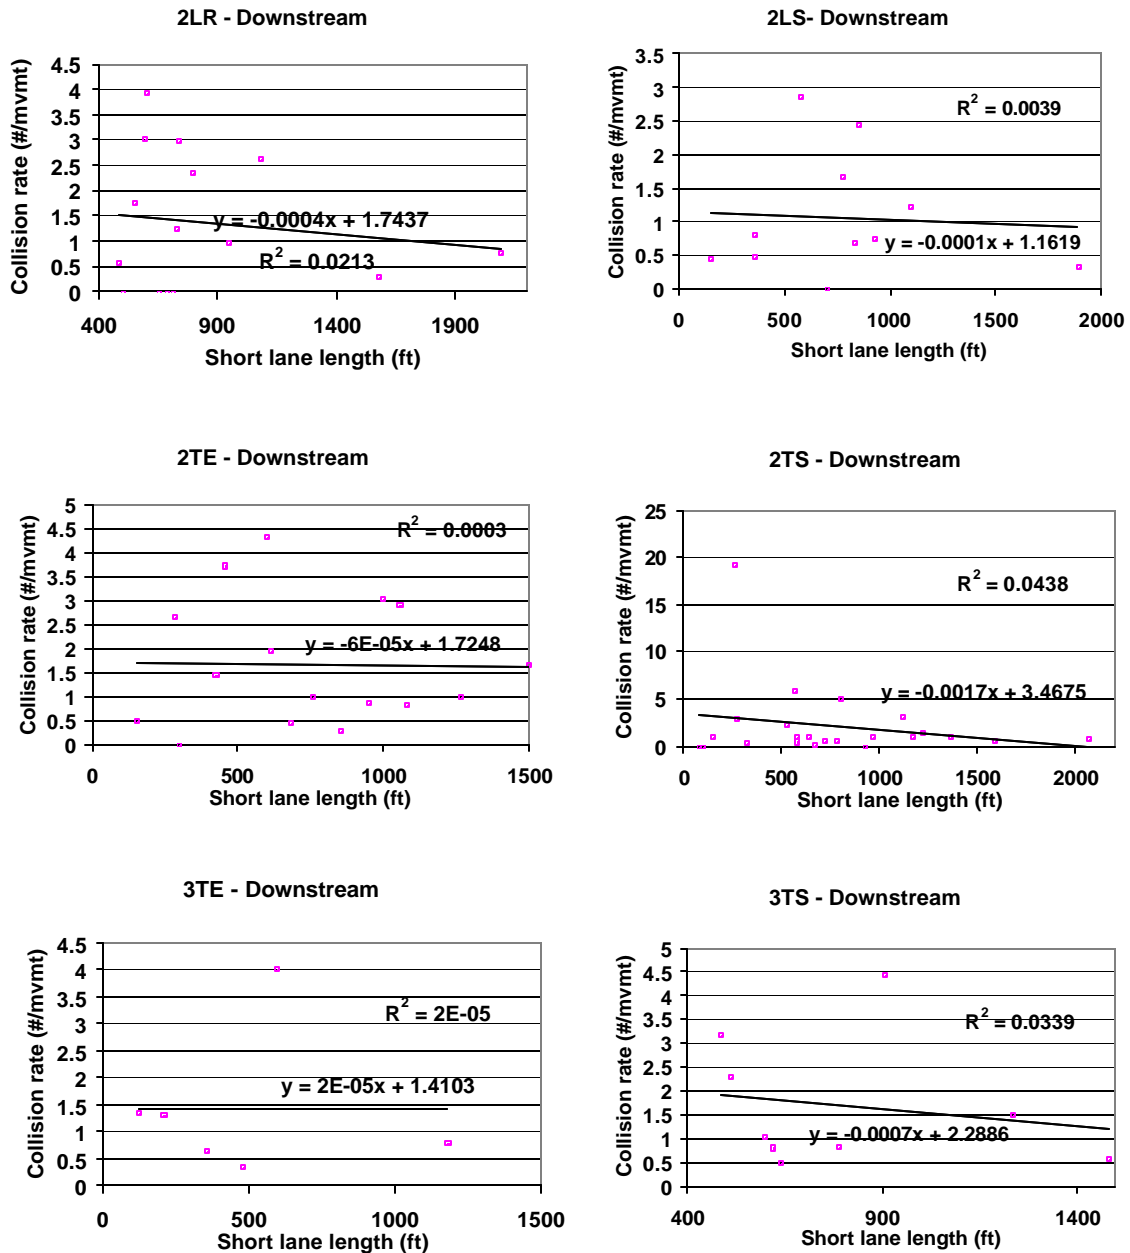 2LR - Downstream
Collision rate (#/mvmt)
4.5
4
3.5
3
2.5
2
1.5
1
0.5
0
y = -0.0004x + 1.7437
R2 = 0.0213
400 900 1400 1900
Short lane length (ft)
2LS- Downstream
Collision rate (#/mvmt)
3.5
3
2.5
2
1.5
1
0.5
0
R2 = 0.0039
y = -0.0001x + 1.1619
0 500 1000 1500 2000
Short lane length (ft)
2TE - Downstream
Collision rate (#/mvmt)
5
4.5
4
3.5
3
2.5
2
1.5
1
0.5
0
R2 = 0.0003
y = -6E-05x + 1.7248
0 500 1000 1500
Short lane length (ft)
2TS - Downstream
Collision rate (#/mvmt)
25
20
15
10
5
0
R2 = 0.0438
y = -0.0017x + 3.4675
0 500 1000 1500 2000
Short lane length (ft)
3TE - Downstream
Collision rate (#/mvmt)
4.5
4
3.5
3
2.5
2
1.5
1
0.5
0
R2 = 2E-05
y = 2E-05x + 1.4103
0 500 1000 1500
Short lane length (ft)
3TS - Downstream
Collision rate (#/mvmt)
5
4.5
4
3.5
3
2.5
2
1.5
1
0.5
0
R2 = 0.0339
y = -0.0007x + 2.2886
400 900 1400
Short lane length (ft)